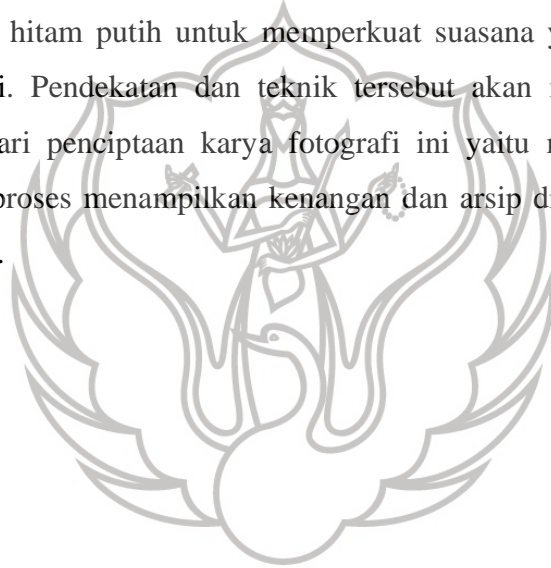 hitam putih untuk memperkuat suasana
i. Pendekatan dan teknik tersebut akan
ari penciptaan karya fotografi ini yaitu
proses menampilkan kenangan dan arsip
.